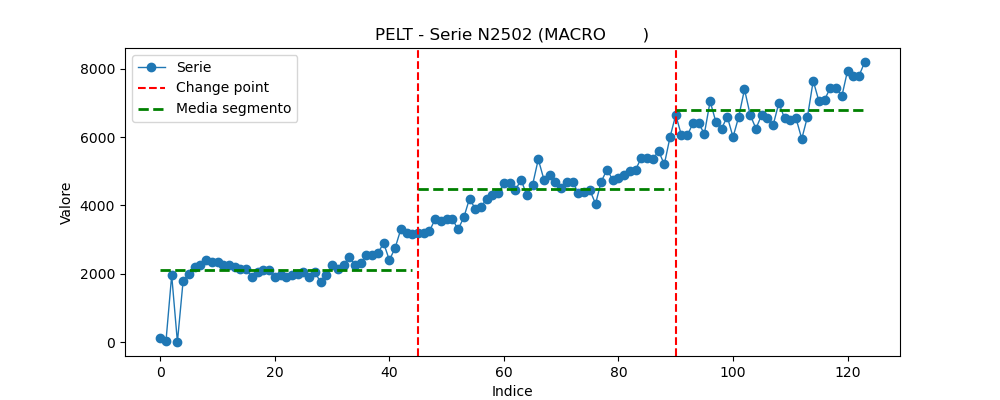 PELT - Serie N2502 (MACRO        )
Serie
Change point
Media segmento
Valore
8000
6000
4000
2000
0
0 20 40 60 80 100 120
Indice